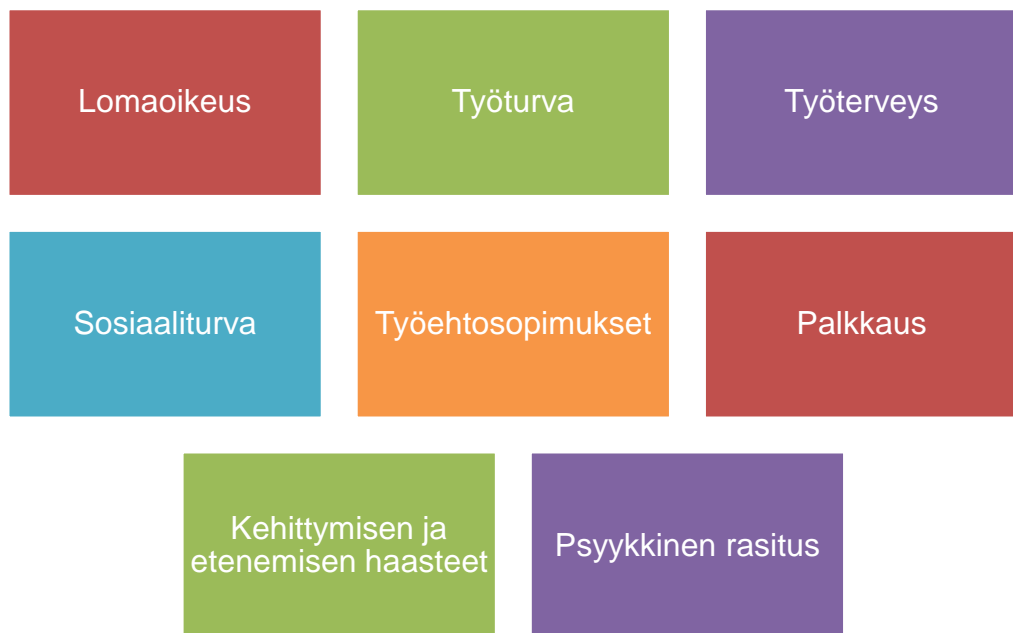 Lomaoikeus
Työturva
Työterveys
Sosiaaliturva
Työehtosopimukset
Palkkaus
Kehittymisen ja
etenemisen haasteet
Psyykkinen rasitus